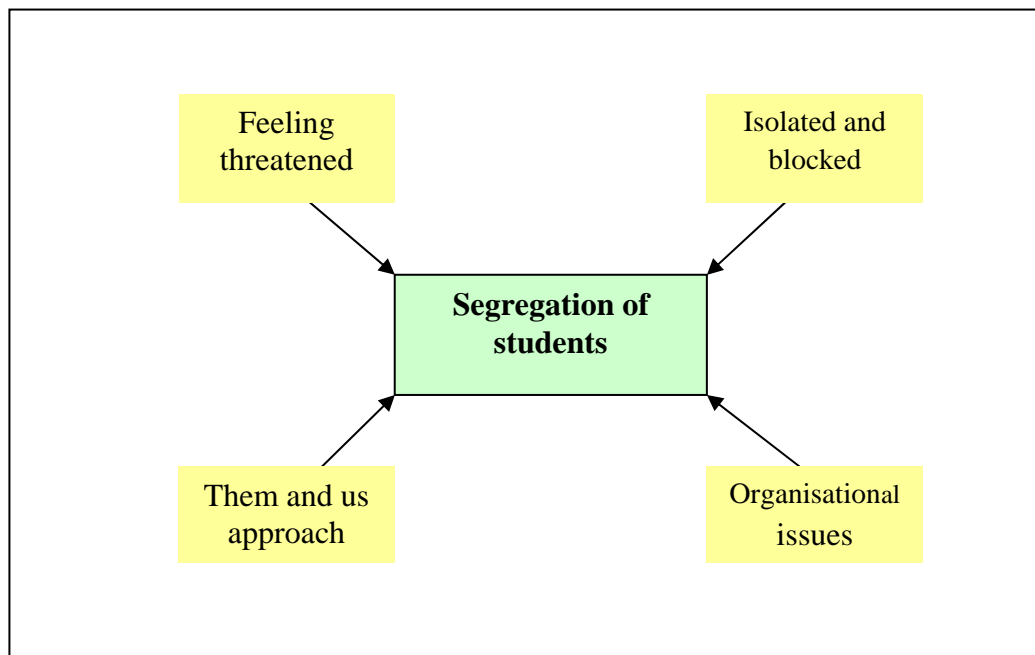 Feeling
threatened
Isolated and
blocked
Segregation of
students
Them and us
approach
Organisational
issues